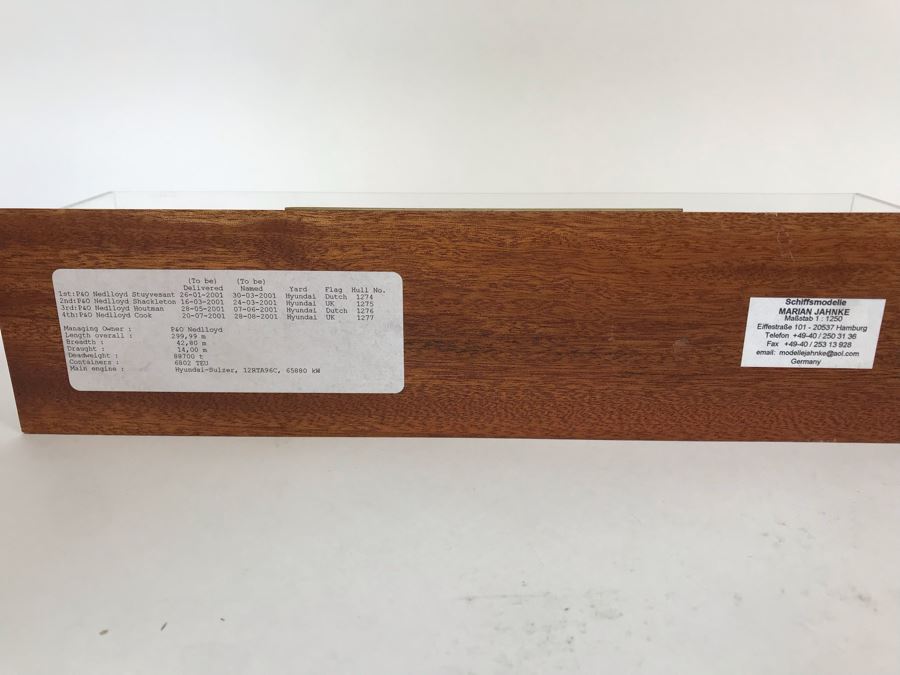 (To be) (To be)
Delivered Named Yard Flag Hull No.
1st:P&O Nedlloyd Stuyvesant 26-01-2001 30-03-2001 Hyundai Dutch 1274
2nd:P&O Nedlloyd Shackleton 16-03-2001 24-03-2001 Hyundai UK 1275
3rd:P&O Nedlloyd Houtman 28-05-2001 07-06-2001 Hyundai Dutch 1276
4th:P&O Nedlloyd Cook 20-07-2001 28-08-2001 Hyundai UK 1277
Managing Owner : P&O Nedlloyd
Length overall : 299,99 m
Breedth : 42,80 m
Draught : 14,00 m
Deadweight : 88700 t
Containers : 6802 TEU
Main engine : Hyundai-Sulzer, 12RTA96C, 65880 kW
Schiffsmodelle
MARIAN JAHNKE
Maßstab 1 : 1250
Eiffestraße 101 - 20537 Hamburg
Telefon +49-40 / 250 31 36
Fax +49-40 / 253 13 928
email: modellejahnke@aol.com
Germany